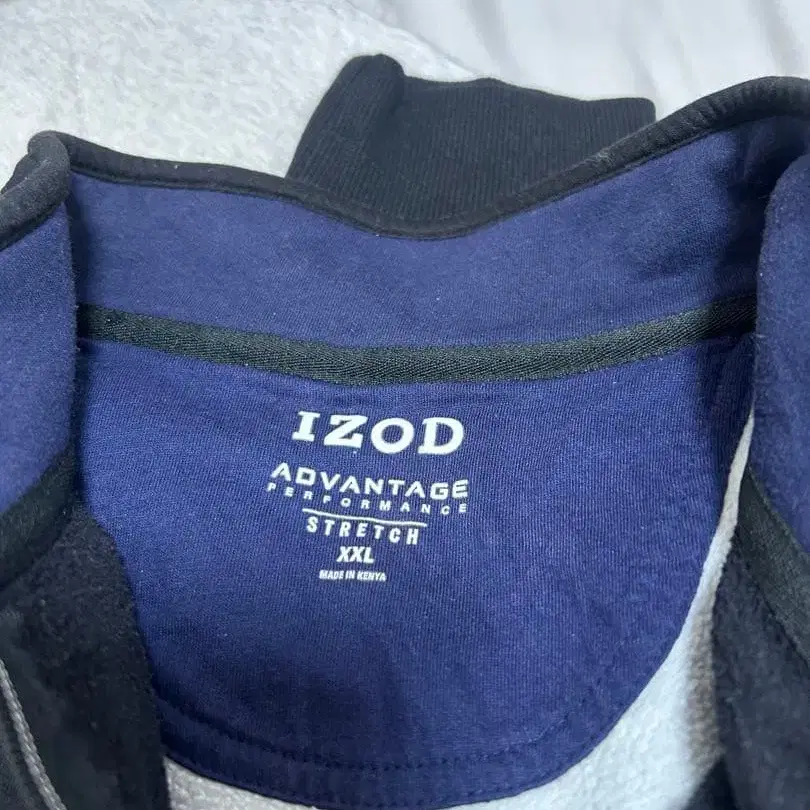 IZOD
ADVANTAGE
PERFORMANCE
STRETCH
XXL
MADE IN KENYA